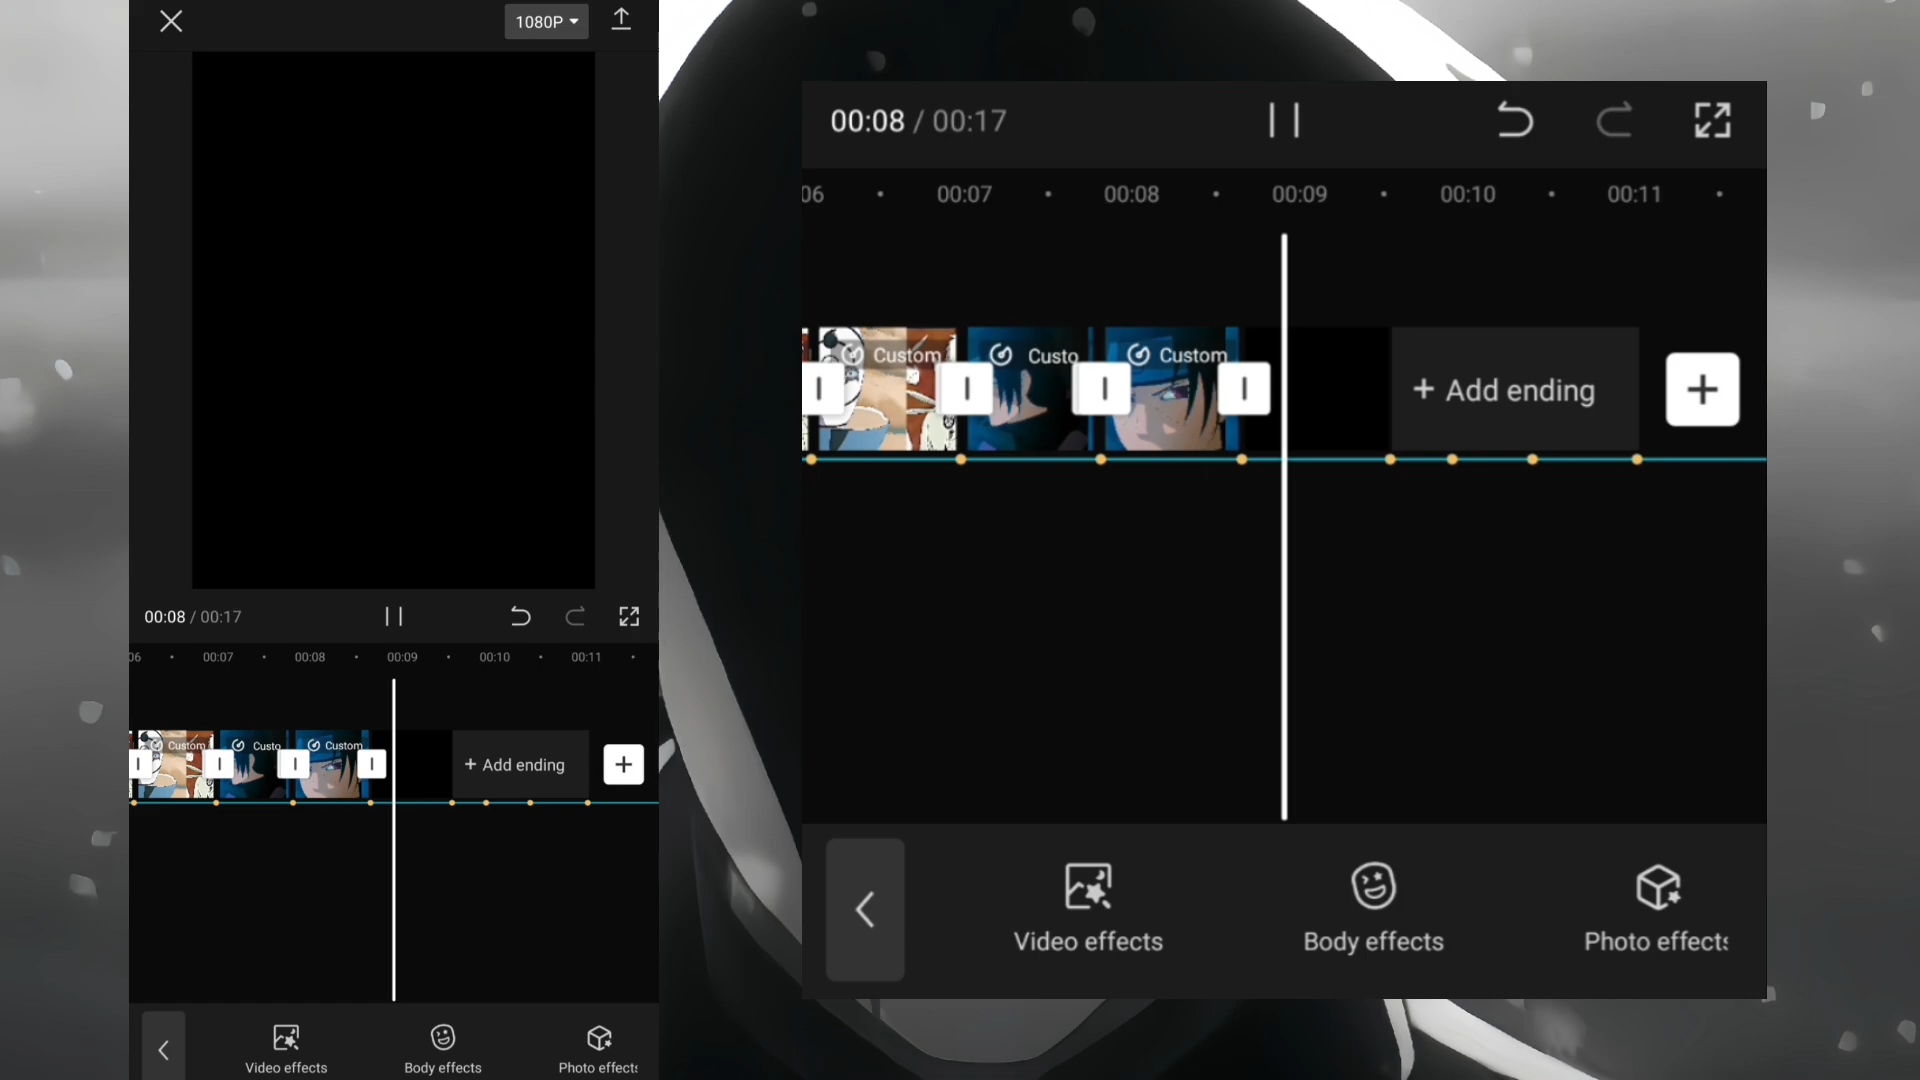 1080P
00:08 / 00:17
06 00:07 00:08 00:09 00:10 00:11
Custom Custo Custom
+ Add ending
Video effects Body effects Photo effects
00:08 / 00:17
06 00:07 00:08 00:09 00:10 00:11
Custom Custo Custom
+ Add ending
Video effects Body effects Photo effects